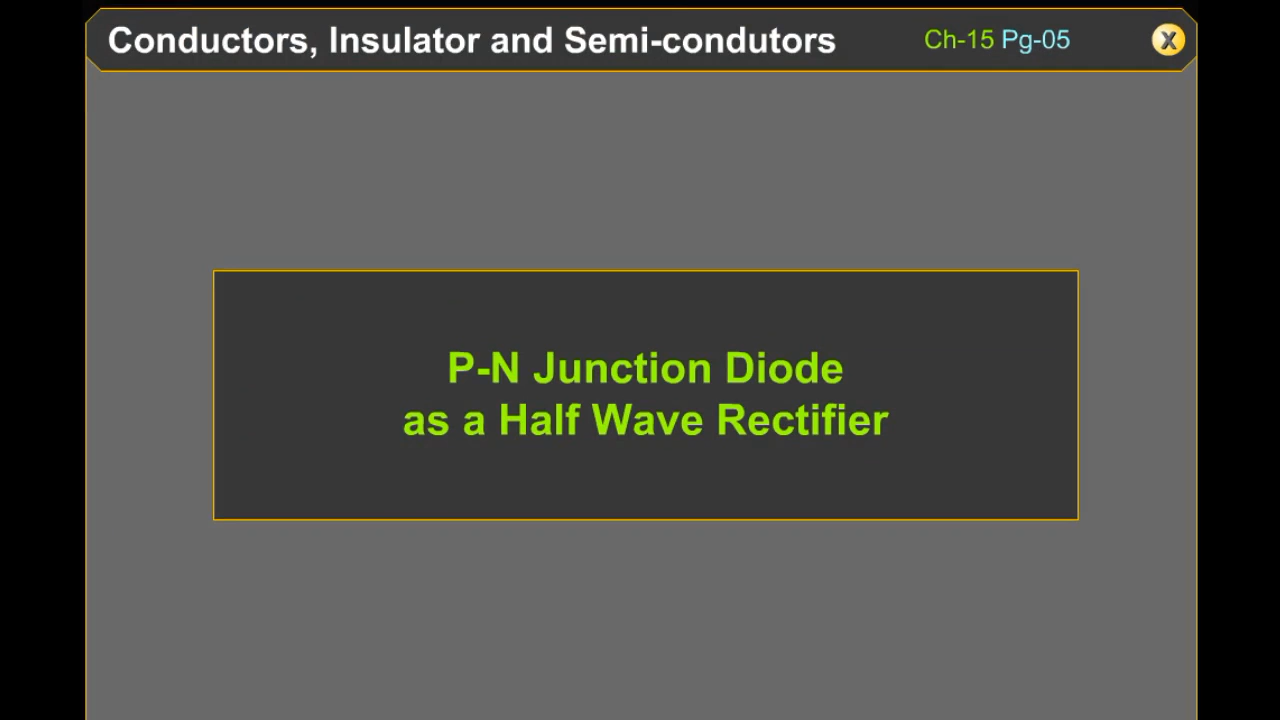 Conductors, Insulator and Semi-condutors
Ch-15 Pg-05
X
P-N Junction Diode
as a Half Wave Rectifier